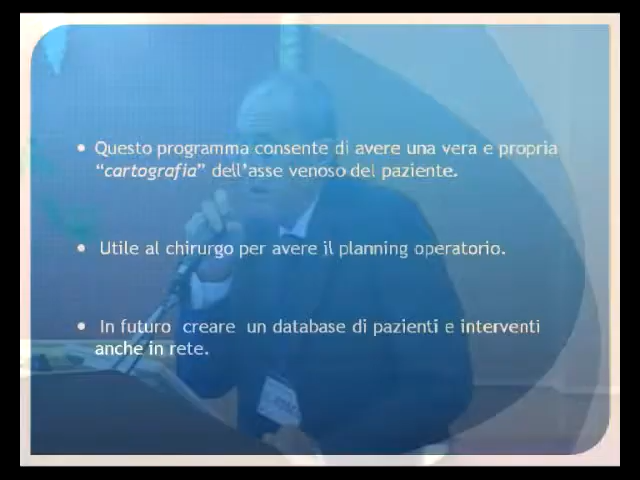 • Questo programma consente di avere una vera e propria
“cartografia” dell’asse venoso del paziente.
• Utile al chirurgo per avere il planning operatorio.
• In futuro creare un database di pazienti e interventi
anche in rete.